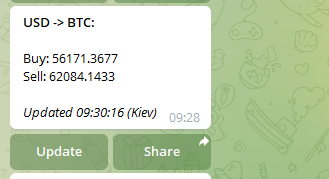 USD -> BTC:
Buy: 56171.3677
Sell: 62084.1433
Updated 09:30:16 (Kiev)
09:28
Update
Share